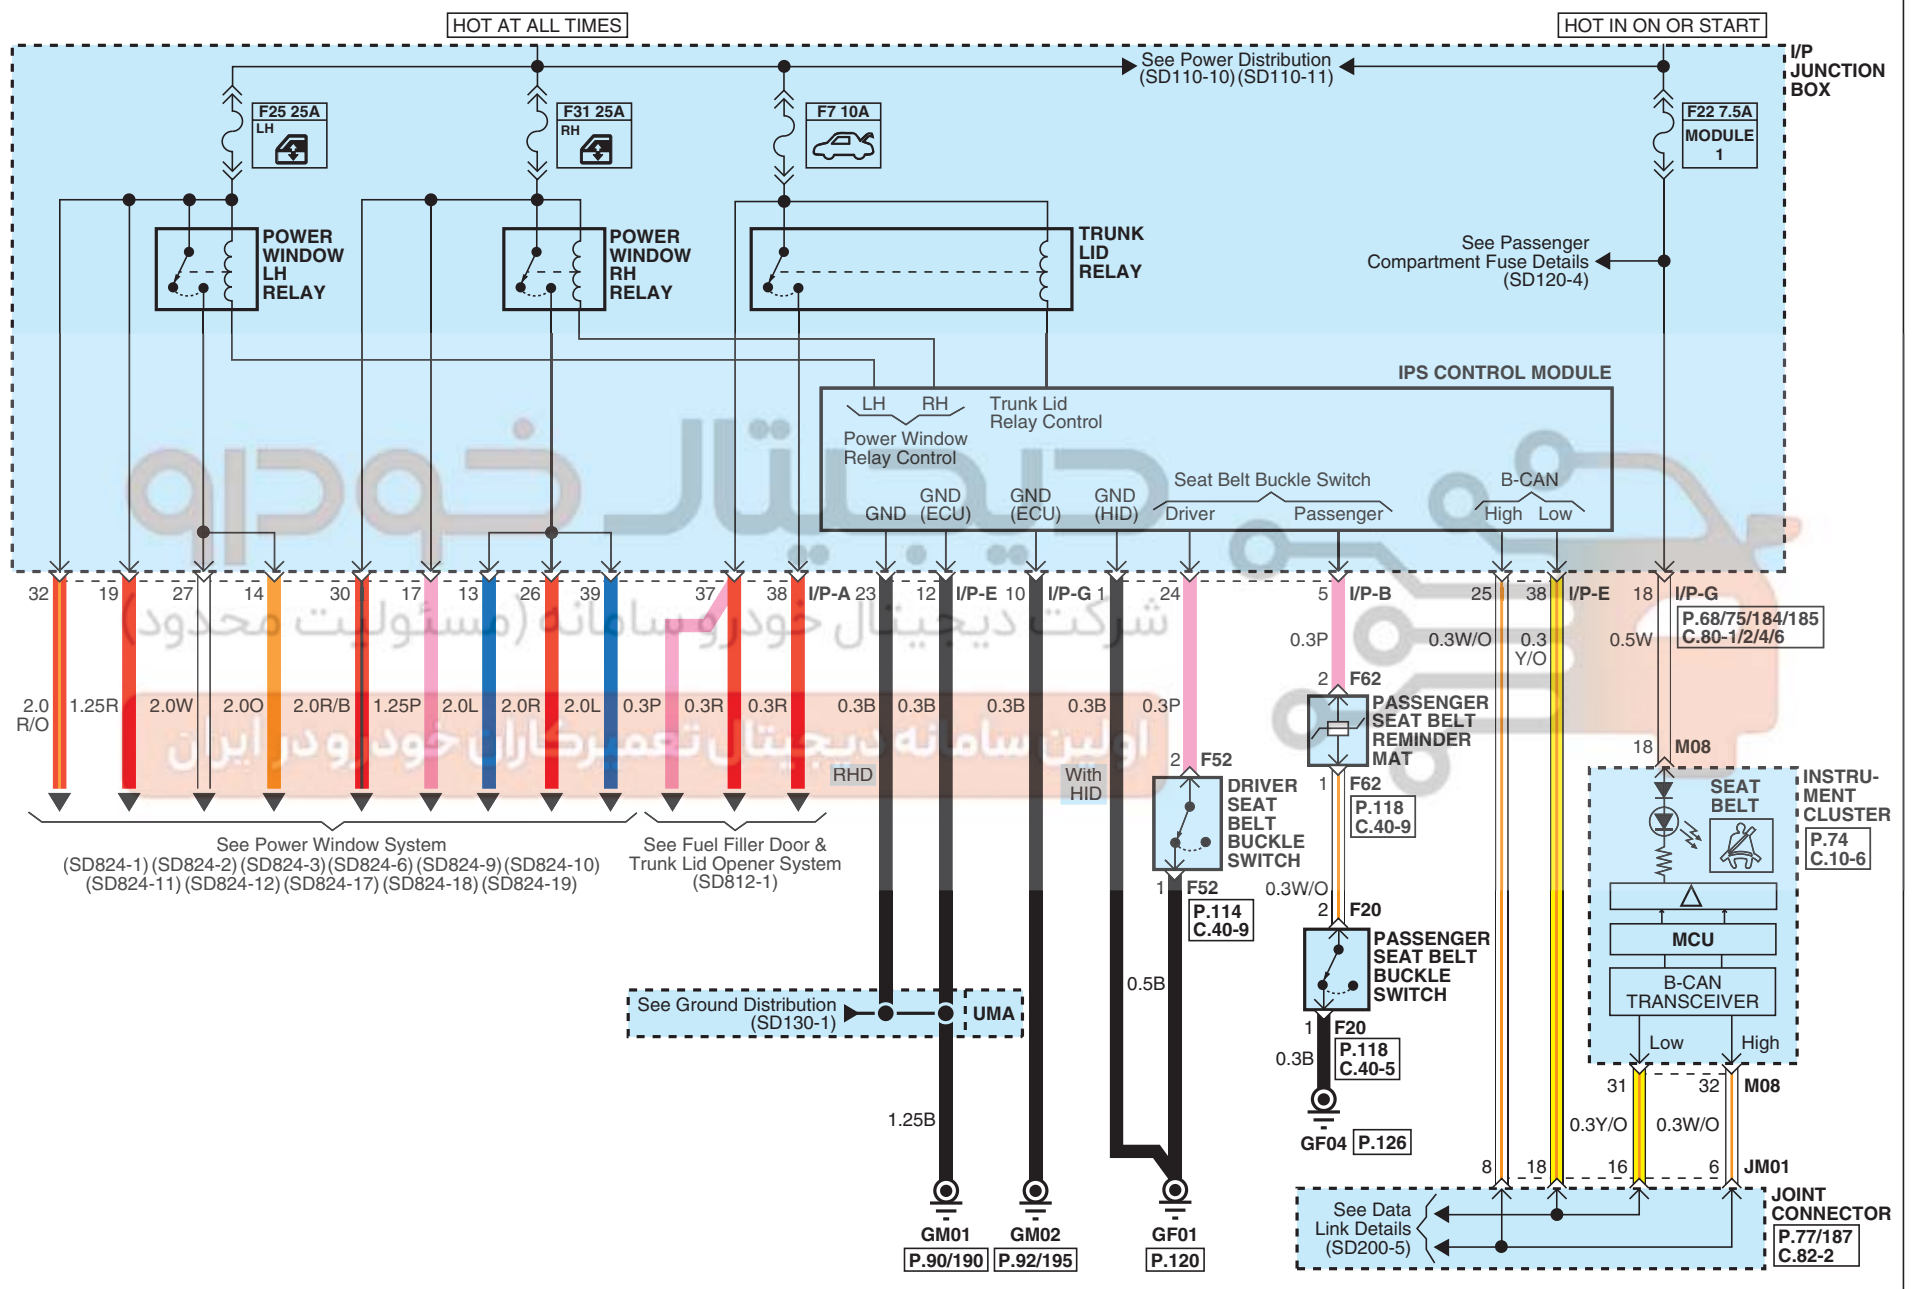 HOT AT ALL TIMES
HOT IN ON OR START
I/P
JUNCTION
BOX
See Power Distribution
(SD110-10)(SD110-11)
F25 25A
LH
F31 25A
RH
F7 10A
F22 7.5A
MODULE
1
POWER
WINDOW
LH
RELAY
POWER
WINDOW
RH
RELAY
TRUNK
LID
RELAY
See Passenger
Compartment Fuse Details
(SD120-4)
IPS CONTROL MODULE
LH RH
Power Window
Relay Control
Trunk Lid
Relay Control
GND
GND
(ECU)
GND
(ECU)
GND
(HID)
Seat Belt Buckle Switch
Driver Passenger
B-CAN
High Low
دیجیتال خودرو
32 19 27 14 30 17 13 26 39 37 38 I/P-A 23 12 I/P-E 10 I/P-G 1 24 5 I/P-B 25 38 I/P-E 18 I/P-G
شرکت دیجیتال خودرو سامانه (مسئولیت محدود)
P.68/75/184/185
C.80-1/2/4/6
0.3P 0.3W/O 0.3
Y/O
0.5W
2.0
R/O
1.25R 2.0W 2.0O 2.0R/B 1.25P 2.0L 2.0R 2.0L 0.3P 0.3R 0.3R 0.3B 0.3B 0.3B 0.3B 0.3P
اولین سامانه دیجیتال تعمیرکاران خودرو در ایران
RHD
With
HID
2 F62
PASSENGER
SEAT BELT
REMINDER
MAT
1 F62
P.118
C.40-9
2 F52
DRIVER
SEAT
BELT
BUCKLE
SWITCH
1 F52
P.114
C.40-9
0.3W/O
2 F20
PASSENGER
SEAT BELT
BUCKLE
SWITCH
1 F20
P.118
C.40-5
0.3B
GF04 P.126
18 M08
SEAT
BELT
INSTRU-
MENT
CLUSTER
P.74
C.10-6
MCU
B-CAN
TRANSCEIVER
Low High
31 32 M08
0.3Y/O 0.3W/O
See Power Window System
(SD824-1)(SD824-2)(SD824-3)(SD824-6)(SD824-9)(SD824-10)
(SD824-11)(SD824-12)(SD824-17)(SD824-18)(SD824-19)
See Fuel Filler Door &
Trunk Lid Opener System
(SD812-1)
See Ground Distribution
(SD130-1)
UMA
0.5B
1.25B
GM01
P.90/190
GM02
P.92/195
GF01
P.120
8 18 16 6 JM01
See Data
Link Details
(SD200-5)
JOINT
CONNECTOR
P.77/187
C.82-2